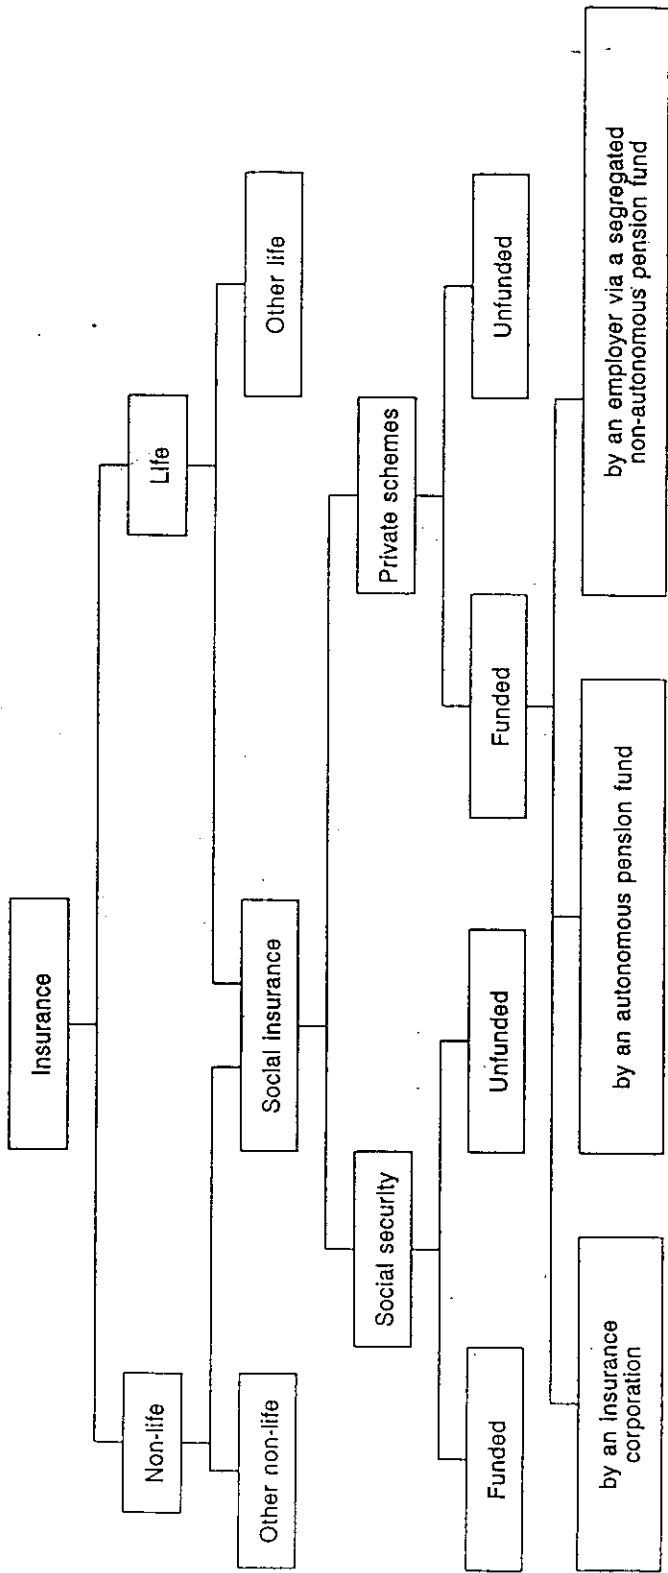 Insurance
Non-life
Life
Other non-life
Social insurance
Other life
Social security
Private schemes
Funded
Unfunded
Funded
Unfunded
by an insurance
corporation
by an autonomous pension fund
by an employer via a segregated
non-autonomous pension fund